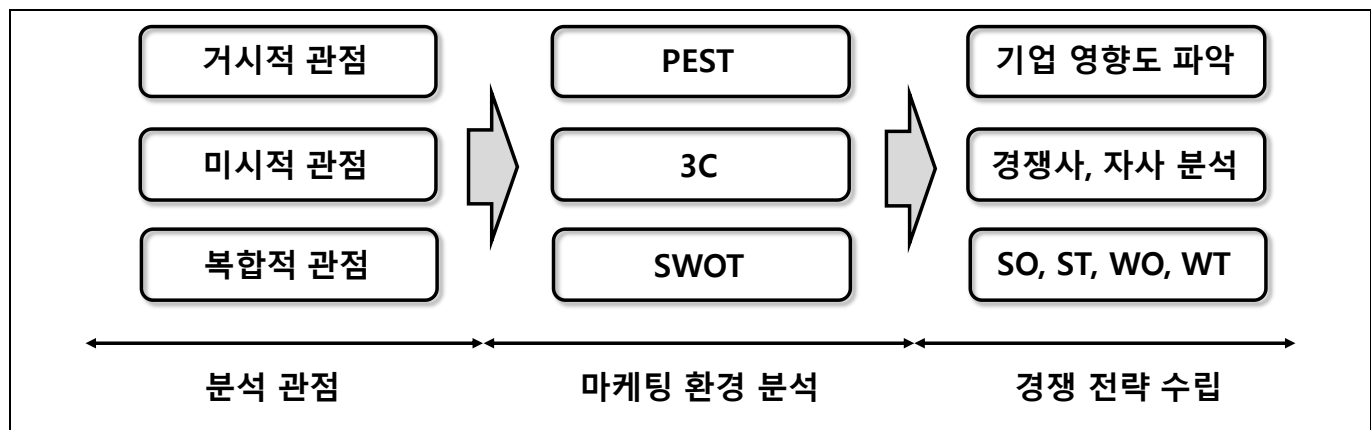 거시적 관점
PEST
기업 영향도 파악
미시적 관점
3C
경쟁사, 자사 분석
복합적 관점
SWOT
SO, ST, WO, WT
분석 관점
마케팅 환경 분석
경쟁 전략 수립